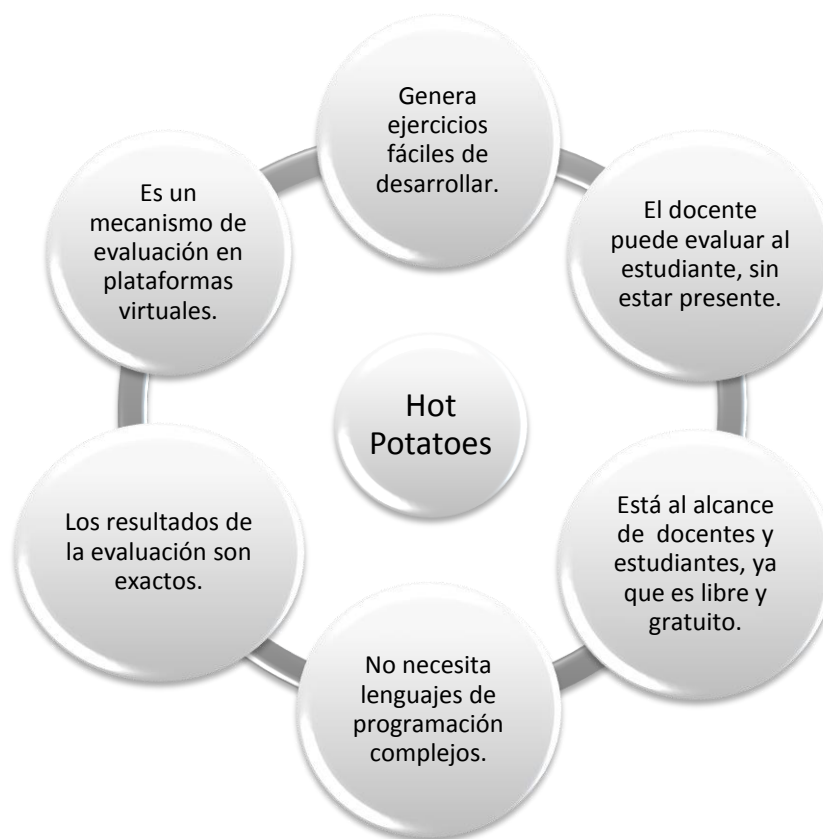 Genera
ejercicios
fáciles de
desarrollar.
El docente
puede evaluar al
estudiante, sin
estar presente.
Está al alcance
de docentes y
estudiantes, ya
que es libre y
gratuito.
No necesita
lenguajes de
programación
complejos.
Los resultados de
la evaluación son
exactos.
Es un
mecanismo de
evaluación en
plataformas
virtuales.
Hot
Potatoes